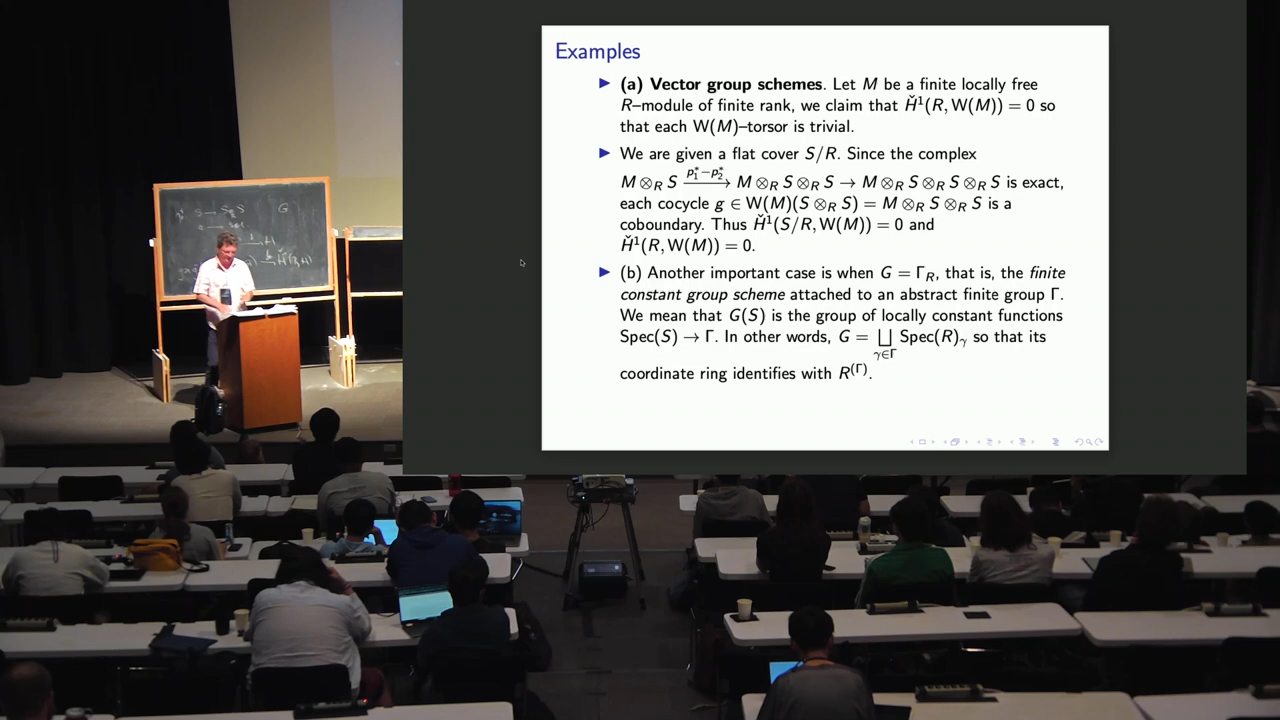 Examples
▶ (a) Vector group schemes. Let M be a finite locally free
R–module of finite rank, we claim that Ȟ¹(R, W(M)) = 0 so
that each W(M)–torsor is trivial.
▶ We are given a flat cover S/R. Since the complex
M ⊗_R S \xrightarrow{p₁*−p₂*} M ⊗_R S ⊗_R S → M ⊗_R S ⊗_R S ⊗_R S is exact,
each cocycle g ∈ W(M)(S ⊗_R S) = M ⊗_R S ⊗_R S is a
coboundary. Thus Ȟ¹(S/R, W(M)) = 0 and
Ȟ¹(R, W(M)) = 0.
▶ (b) Another important case is when G = Γ_R, that is, the finite
constant group scheme attached to an abstract finite group Γ.
We mean that G(S) is the group of locally constant functions
Spec(S) → Γ. In other words, G = ⨆_{γ∈Γ} Spec(R)_γ so that its
coordinate ring identifies with R^{(Γ)}.